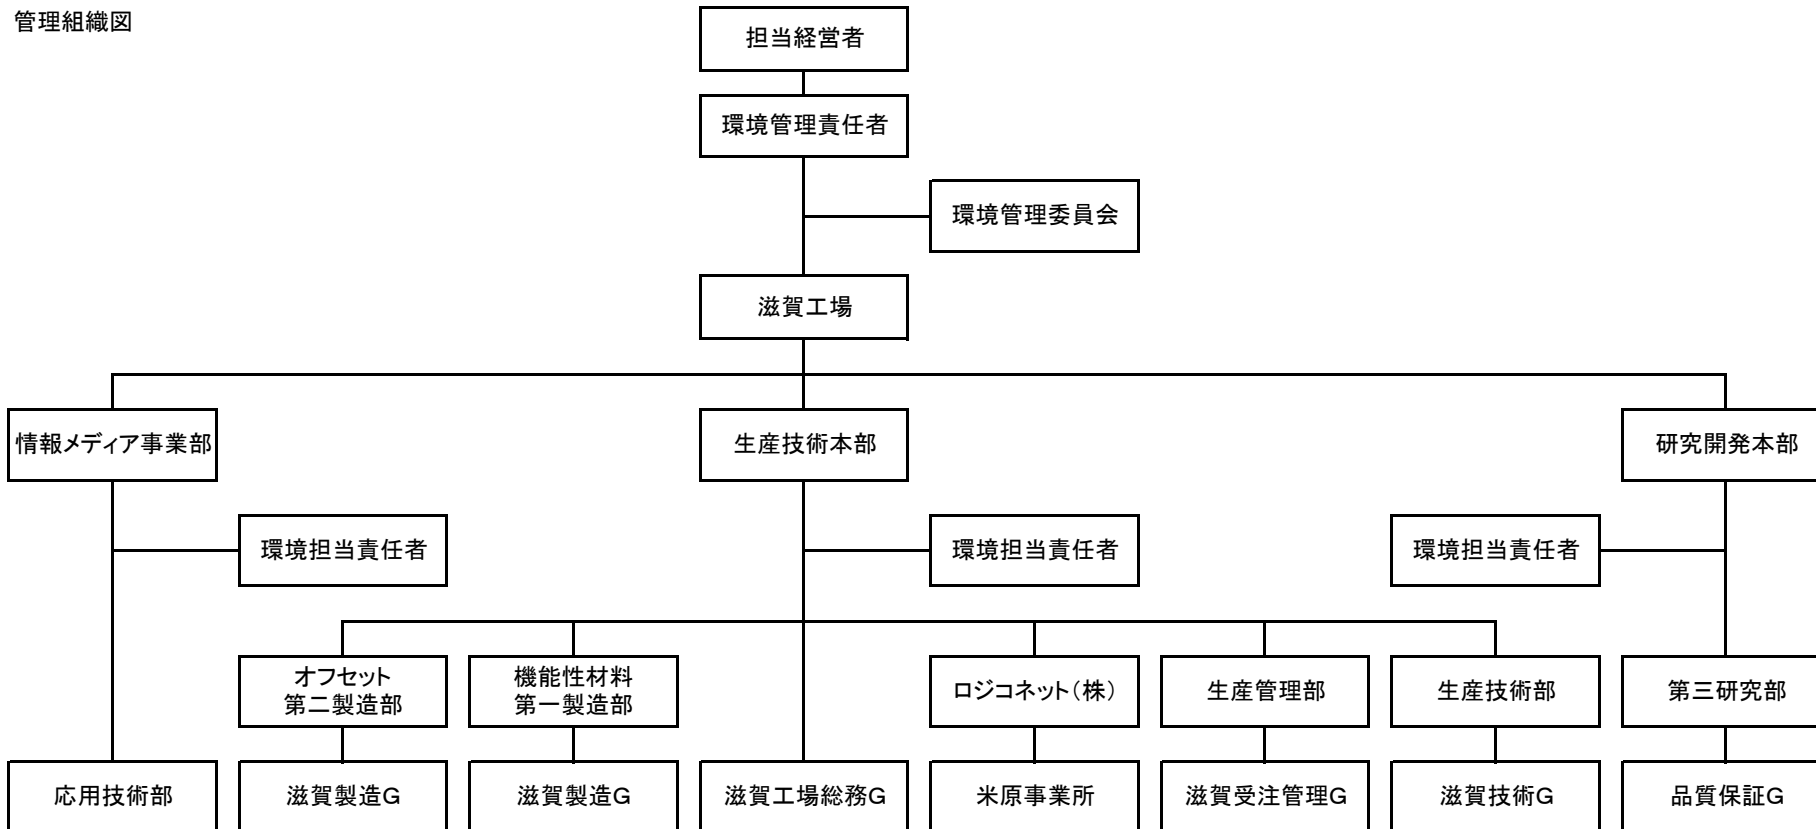 管理組織図
担当経営者
環境管理責任者
環境管理委員会
滋賀工場
情報メディア事業部
生産技術本部
研究開発本部
環境担当責任者
環境担当責任者
環境担当責任者
オフセット
第二製造部
機能性材料
第一製造部
ロジコネット（株）
生産管理部
生産技術部
第三研究部
応用技術部
滋賀製造G
滋賀製造G
滋賀工場総務G
米原事業所
滋賀受注管理G
滋賀技術G
品質保証G